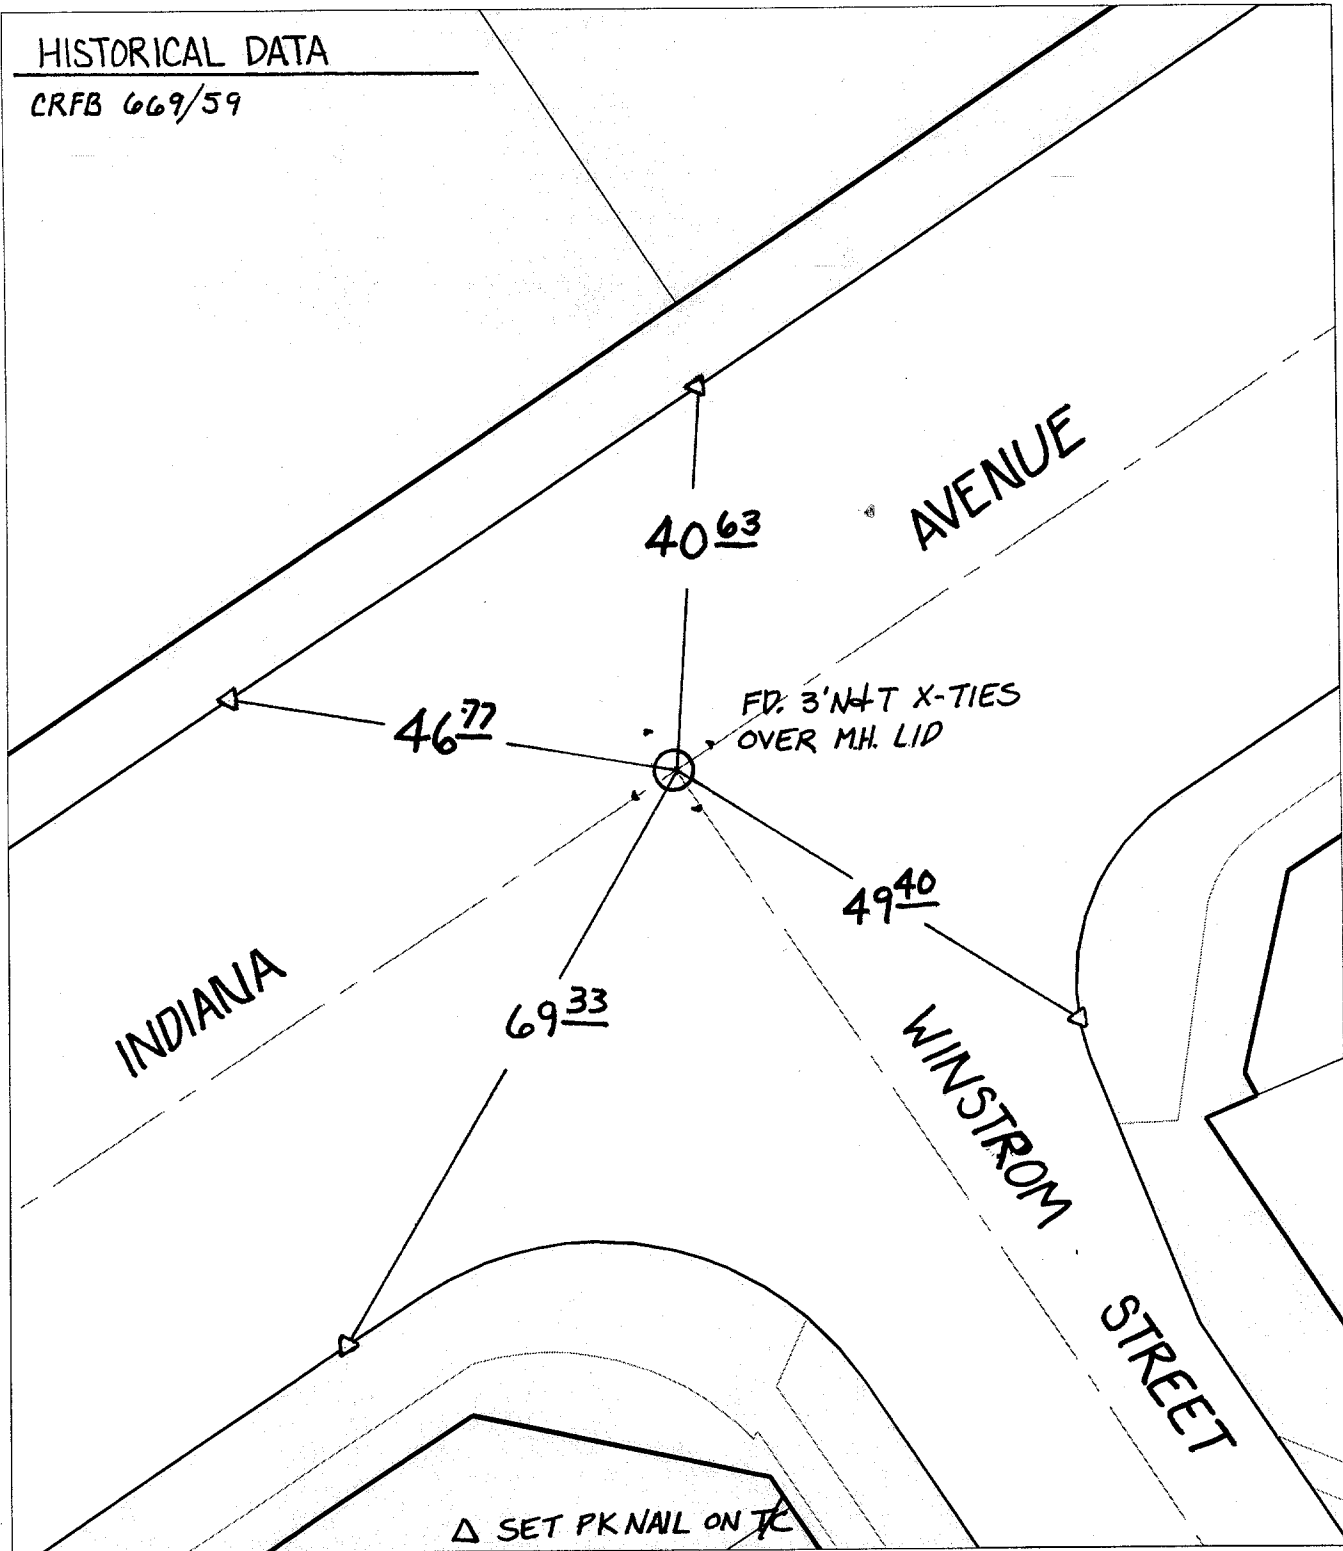 HISTORICAL DATA
CRFB 669/59
AVENUE
40 63
FD. 3' N&T X-TIES
OVER M.H. LID
46 .77
49 40
INDIANA
69 33
WINSTROM
STREET
△ SET PK NAIL ON TC